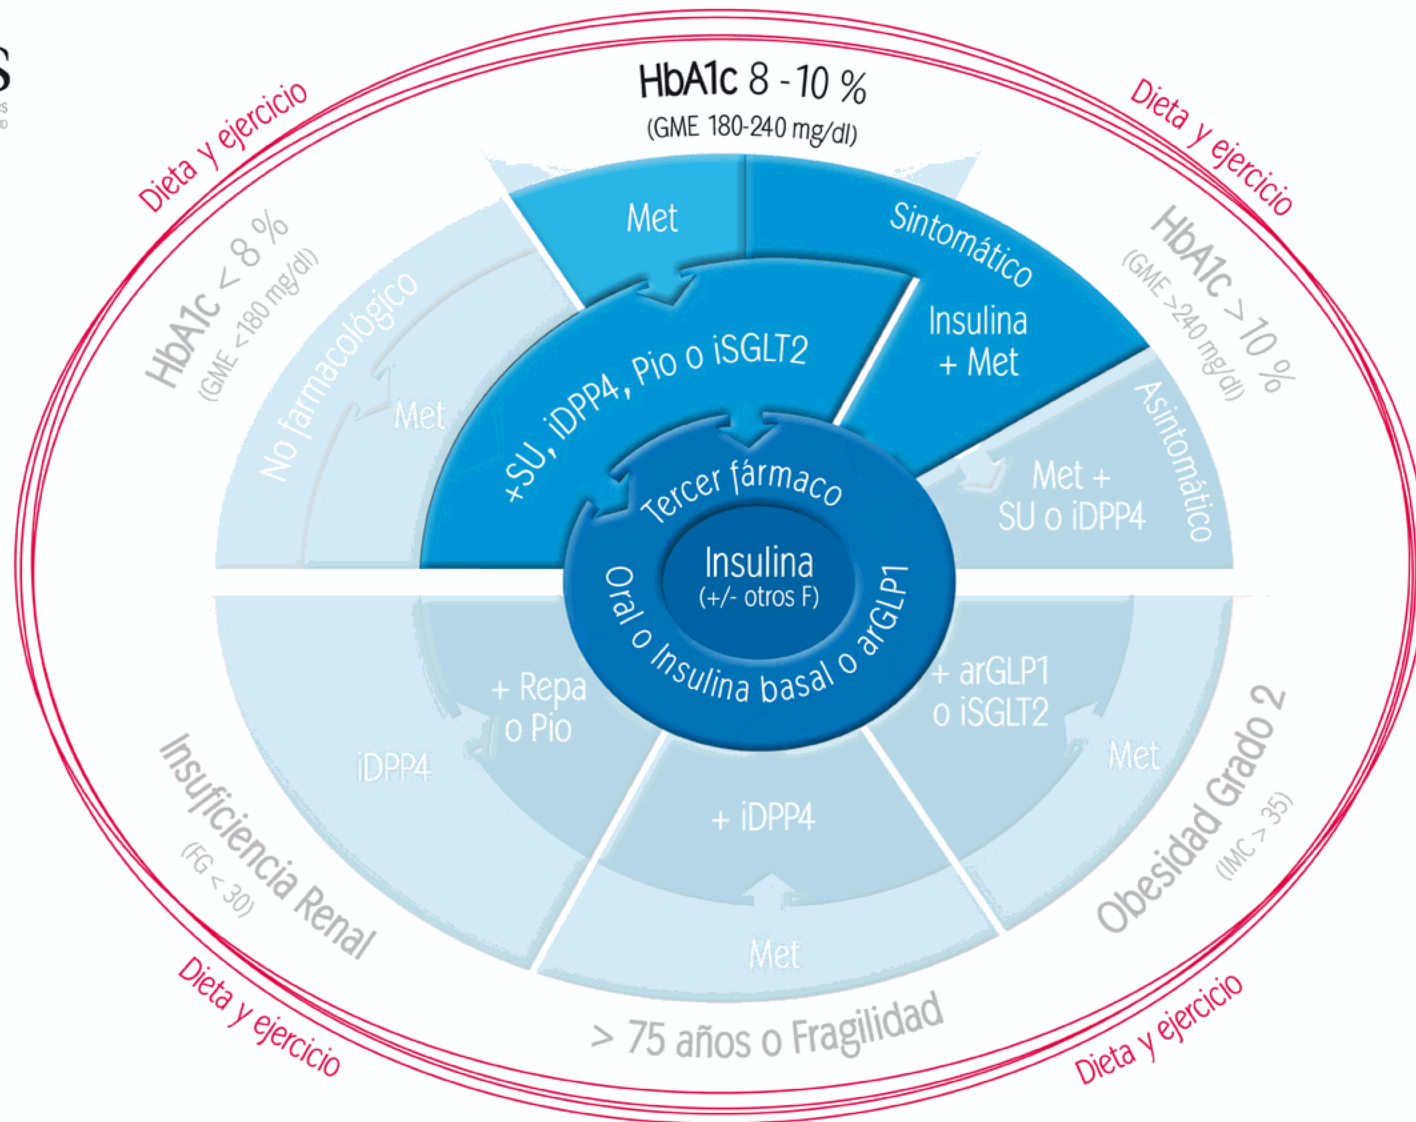 S
Dieta y ejercicio
HbA1c 8 - 10 %
(GME 180-240 mg/dl)
Dieta y ejercicio
HbA1c < 8 %
(GME <180 mg/dl)
No farmacológico
Met
Met
+SU, iDPP4, Pio o iSGLT2
Sintomático
Insulina
+ Met
HbA1c >10 %
(GME >240 mg/dl)
Asintomático
Met +
SU o iDPP4
Tercer fármaco
Insulina
(+/- otros F)
Oral o Insulina basal o arGLP1
iDPP4
+ Repa
o Pio
+ iDPP4
Met
+ arGLP1
o iSGLT2
Met
Insuficiencia Renal
(FG < 30)
> 75 años o Fragilidad
Obesidad Grado 2
(IMC > 35)
Dieta y ejercicio
Dieta y ejercicio